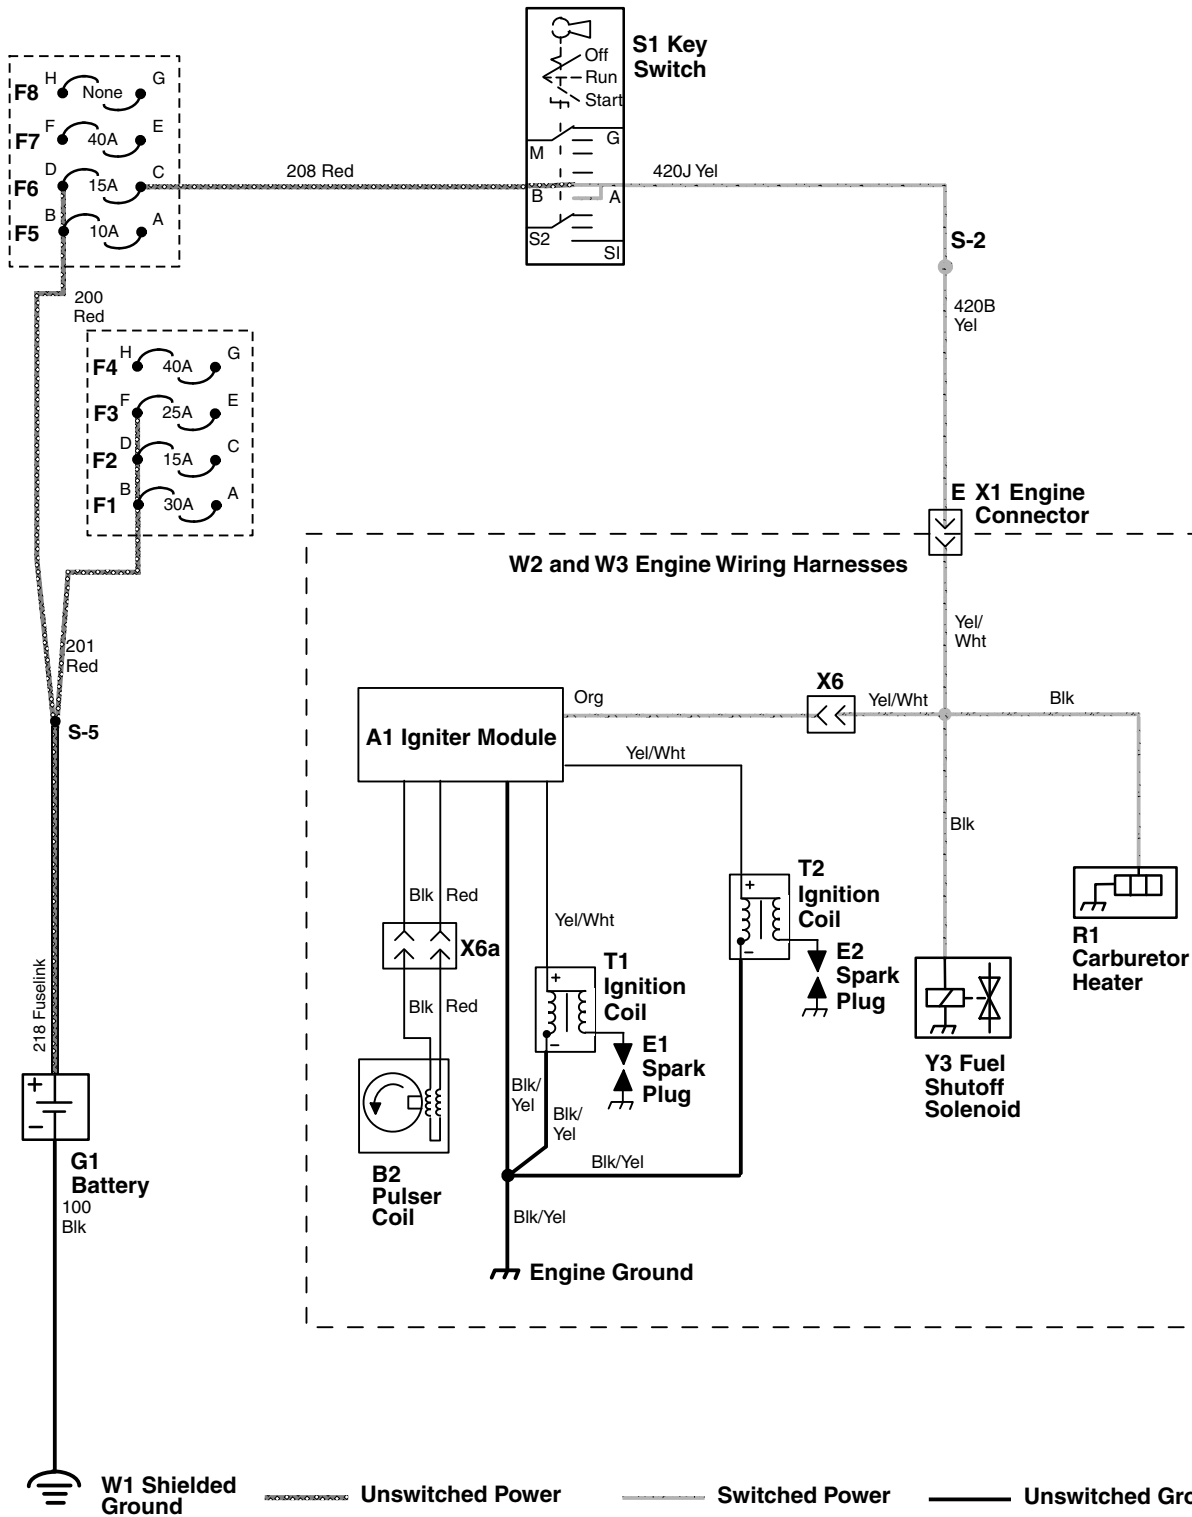 S1 Key
Switch
Off
Run
Start
M
G
B
A
S2
SI
F8
H
None
G
F7
F
40A
E
F6
D
15A
C
F5
B
10A
A
208 Red
420J Yel
S-2
420B
Yel
200
Red
F4
H
40A
G
F3
F
25A
E
F2
D
15A
C
F1
B
30A
A
E
X1 Engine
Connector
W2 and W3 Engine Wiring Harnesses
Yel/
Wht
201
Red
S-5
Org
X6
Yel/Wht
Blk
A1 Igniter Module
Yel/Wht
Blk
Blk
Red
X6a
Blk
Red
Yel/Wht
T2
Ignition
Coil
+
–
E2
Spark
Plug
T1
Ignition
Coil
+
–
E1
Spark
Plug
R1
Carburetor
Heater
Y3 Fuel
Shutoff
Solenoid
218 Fuselink
+
–
G1
Battery
100
Blk
B2
Pulser
Coil
Blk/
Yel
Blk/
Yel
Blk/Yel
Blk/Yel
Engine Ground
W1 Shielded
Ground
Unswitched Power
Switched Power
Unswitched Gro